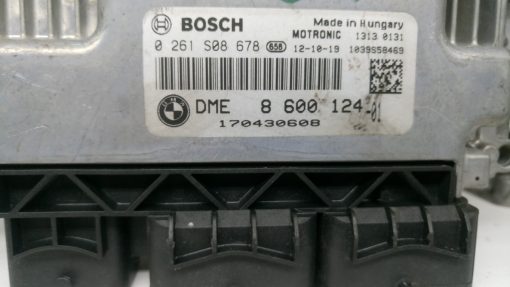 BOSCH Made in Hungary
MOTRONIC 1313 0131
0 261 S08 678 658 12-10-19 1039S58469
DME 8 600 124-01
170430608